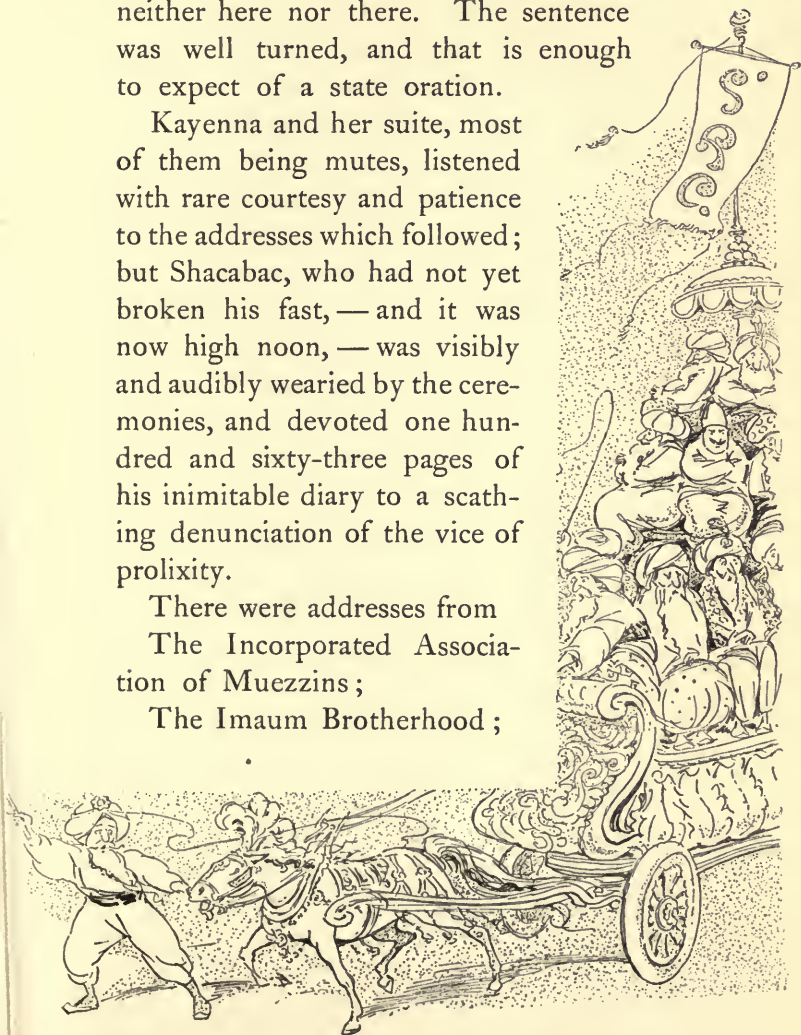 neither here nor there. The sentence
was well turned, and that is enough
to expect of a state oration.
Kayenna and her suite, most
of them being mutes, listened
with rare courtesy and patience
to the addresses which followed;
but Shacabac, who had not yet
broken his fast, — and it was
now high noon, — was visibly
and audibly wearied by the cere-
monies, and devoted one hun-
dred and sixty-three pages of
his inimitable diary to a scath-
ing denunciation of the vice of
prolixity.
There were addresses from
The Incorporated Associa-
tion of Muezzins;
The Imaum Brotherhood;
S.
R.
C.